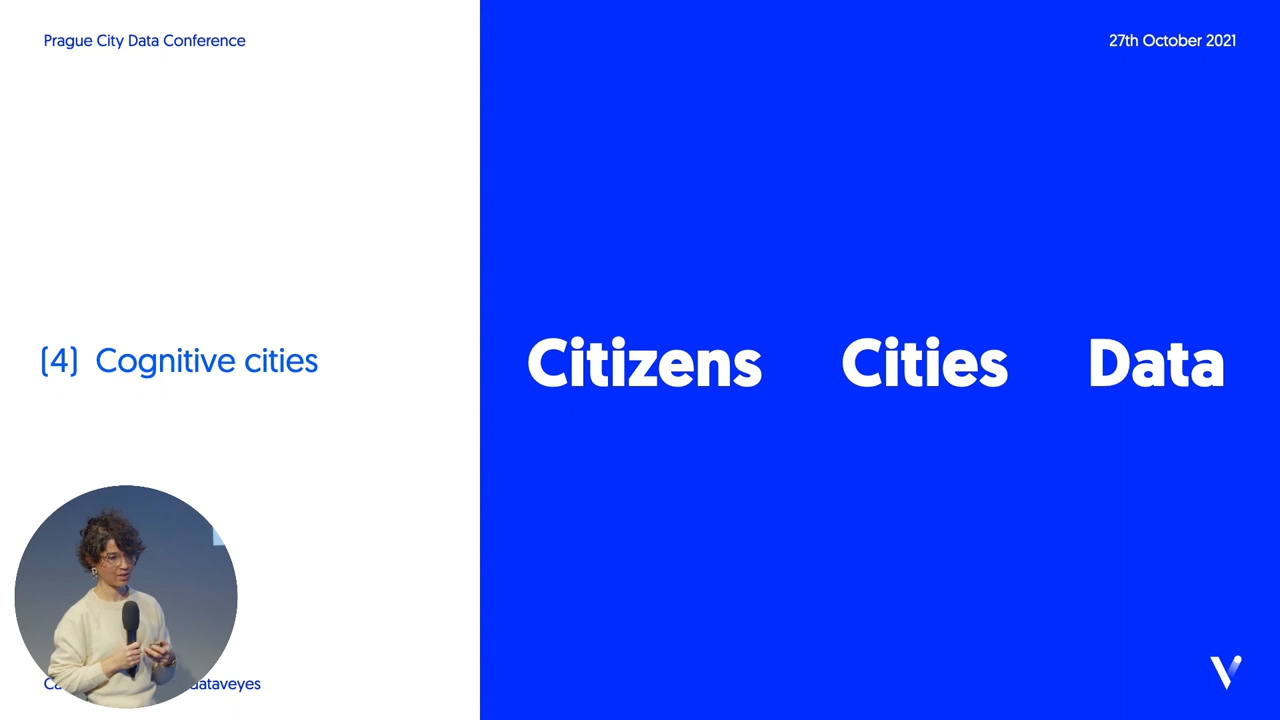 Prague City Data Conference
27th October 2021
(4) Cognitive cities
Citizens Cities Data
dataveyes